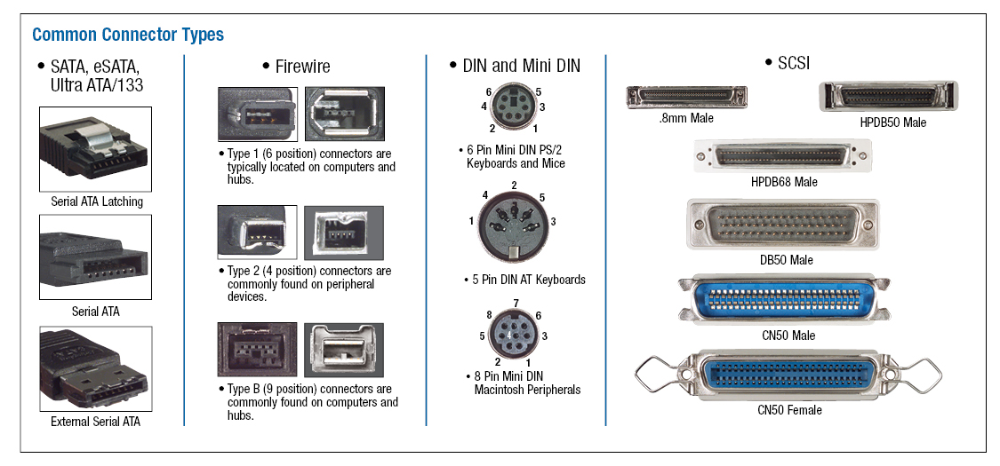 Common Connector Types
• SATA, eSATA,
Ultra ATA/133
Serial ATA Latching
Serial ATA
External Serial ATA
• Firewire
• Type 1 (6 position) connectors are
typically located on computers and
hubs.
• Type 2 (4 position) connectors are
commonly found on peripheral
devices.
• Type B (9 position) connectors are
commonly found on computers and
hubs.
• DIN and Mini DIN
6 5
4 3
2 1
• 6 Pin Mini DIN PS/2
Keyboards and Mice
2
4 5
1 3
• 5 Pin DIN AT Keyboards
7
8 6
5 4 3
2 1
• 8 Pin Mini DIN
Macintosh Peripherals
• SCSI
.8mm Male
HPDB50 Male
HPDB68 Male
DB50 Male
CN50 Male
CN50 Female